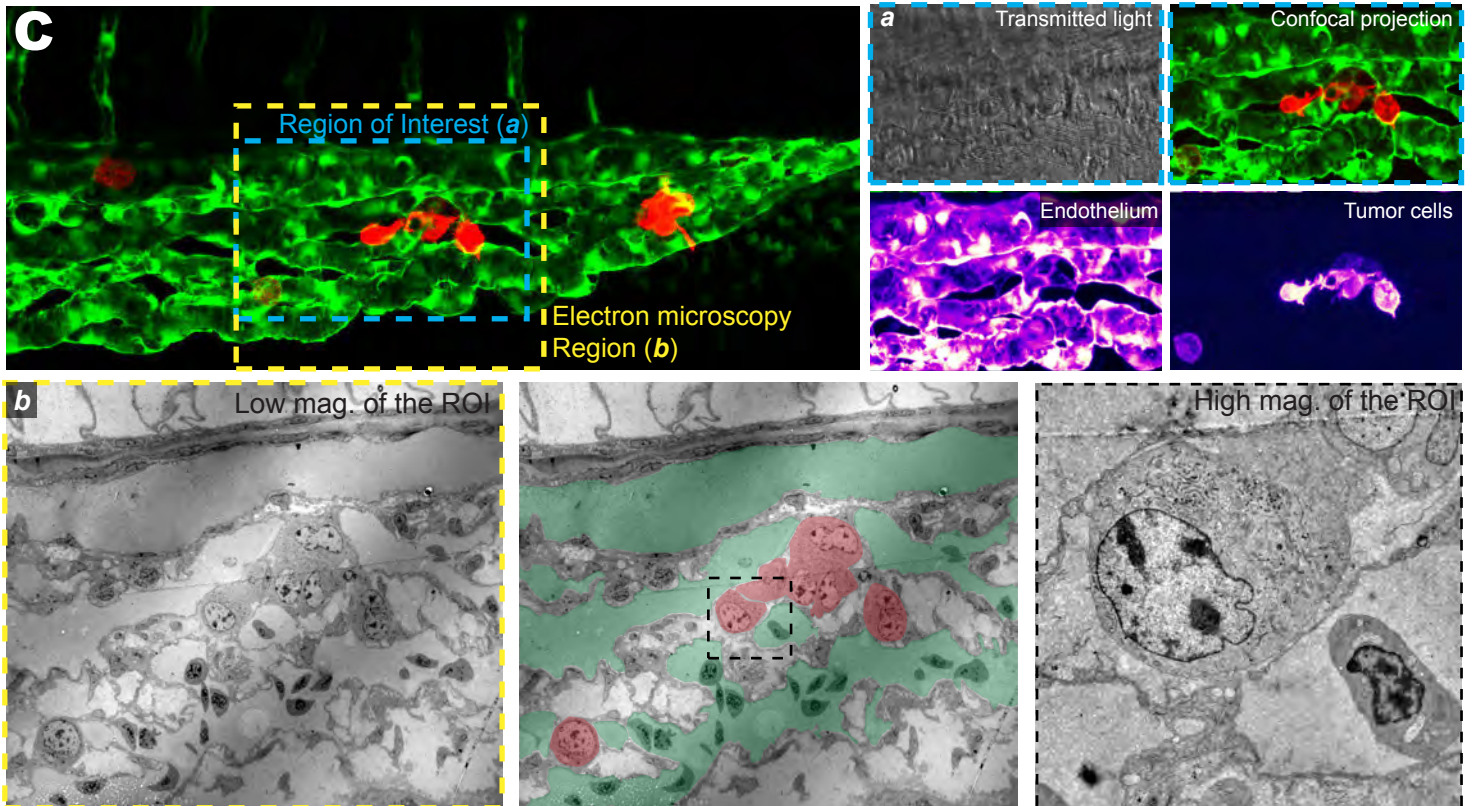 C
Region of Interest (a)
Electron microscopy
Region (b)
a
Transmitted light
Confocal projection
Endothelium
Tumor cells
b
Low mag. of the ROI
High mag. of the ROI